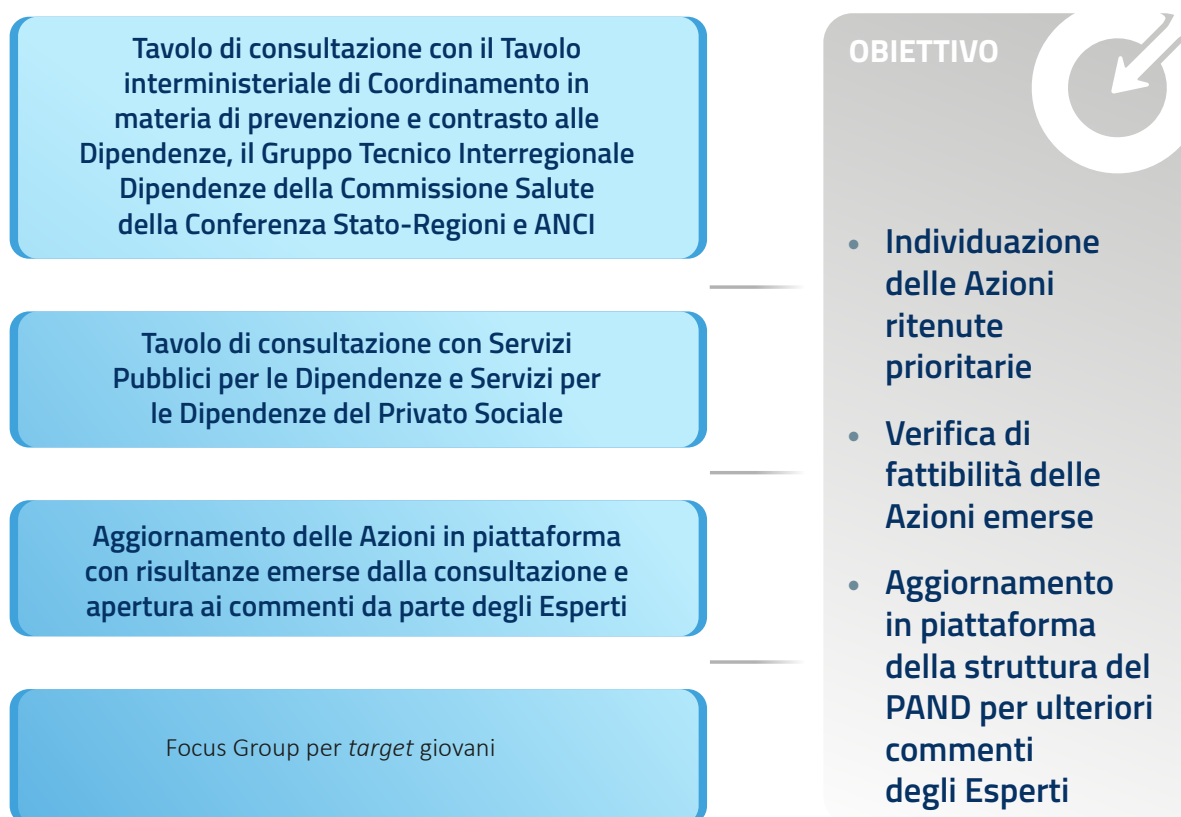 Tavolo di consultazione con il Tavolo
interministeriale di Coordinamento in
materia di prevenzione e contrasto alle
Dipendenze, il Gruppo Tecnico Interregionale
Dipendenze della Commissione Salute
della Conferenza Stato-Regioni e ANCI
Tavolo di consultazione con Servizi
Pubblici per le Dipendenze e Servizi per
le Dipendenze del Privato Sociale
Aggiornamento delle Azioni in piattaforma
con risultanze emerse dalla consultazione e
apertura ai commenti da parte degli Esperti
Focus Group per target giovani
OBIETTIVO
• Individuazione
delle Azioni
ritenute
prioritarie
• Verifica di
fattibilità delle
Azioni emerse
• Aggiornamento
in piattaforma
della struttura del
PAND per ulteriori
commenti
degli Esperti